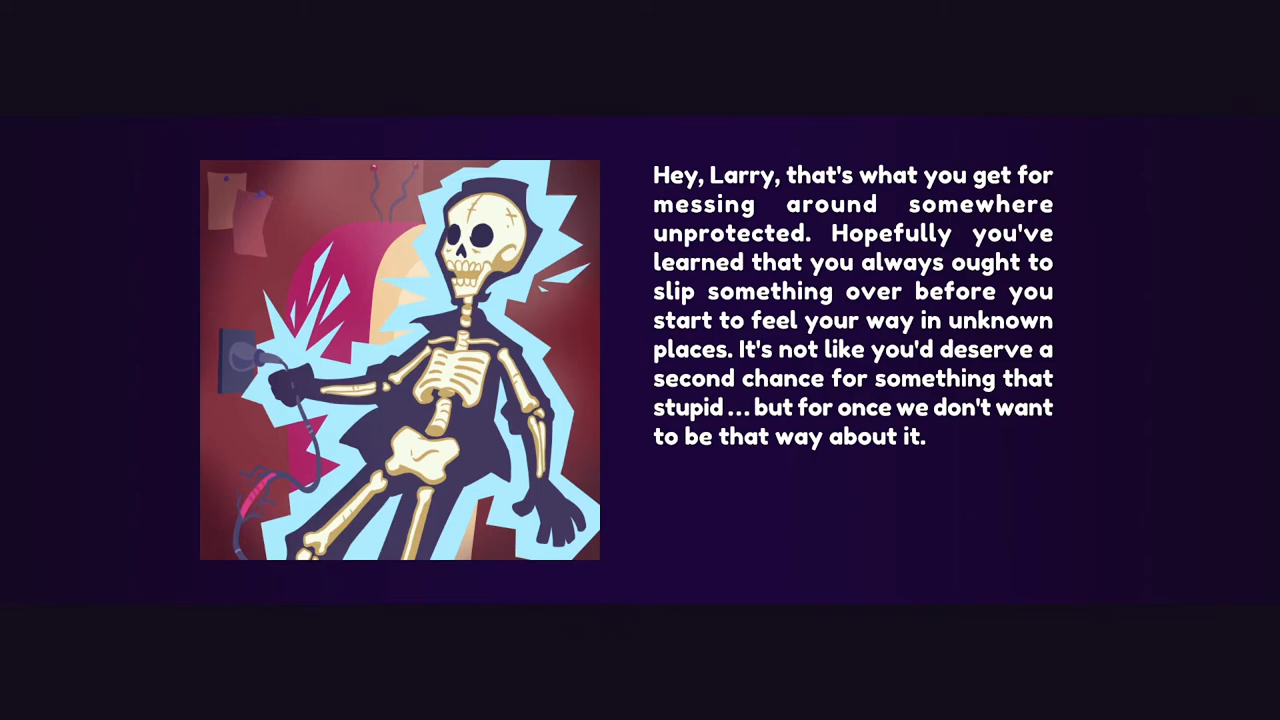 Hey, Larry, that's what you get for
messing around somewhere
unprotected. Hopefully you've
learned that you always ought to
slip something over before you
start to feel your way in unknown
places. It's not like you'd deserve a
second chance for something that
stupid... but for once we don't want
to be that way about it.